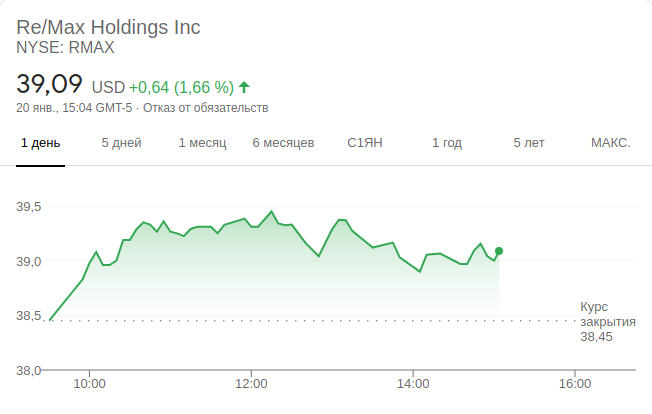 Re/Max Holdings Inc
NYSE: RMAX
39,09 USD +0,64 (1,66 %)
20 янв., 15:04 GMT-5 · Отказ от обязательств
1 день 5 дней 1 месяц 6 месяцев С1ЯН 1 год 5 лет МАКС.
39,5
39,0
38,5
38,0
Курс
закрытия
38,45
10:00 12:00 14:00 16:00